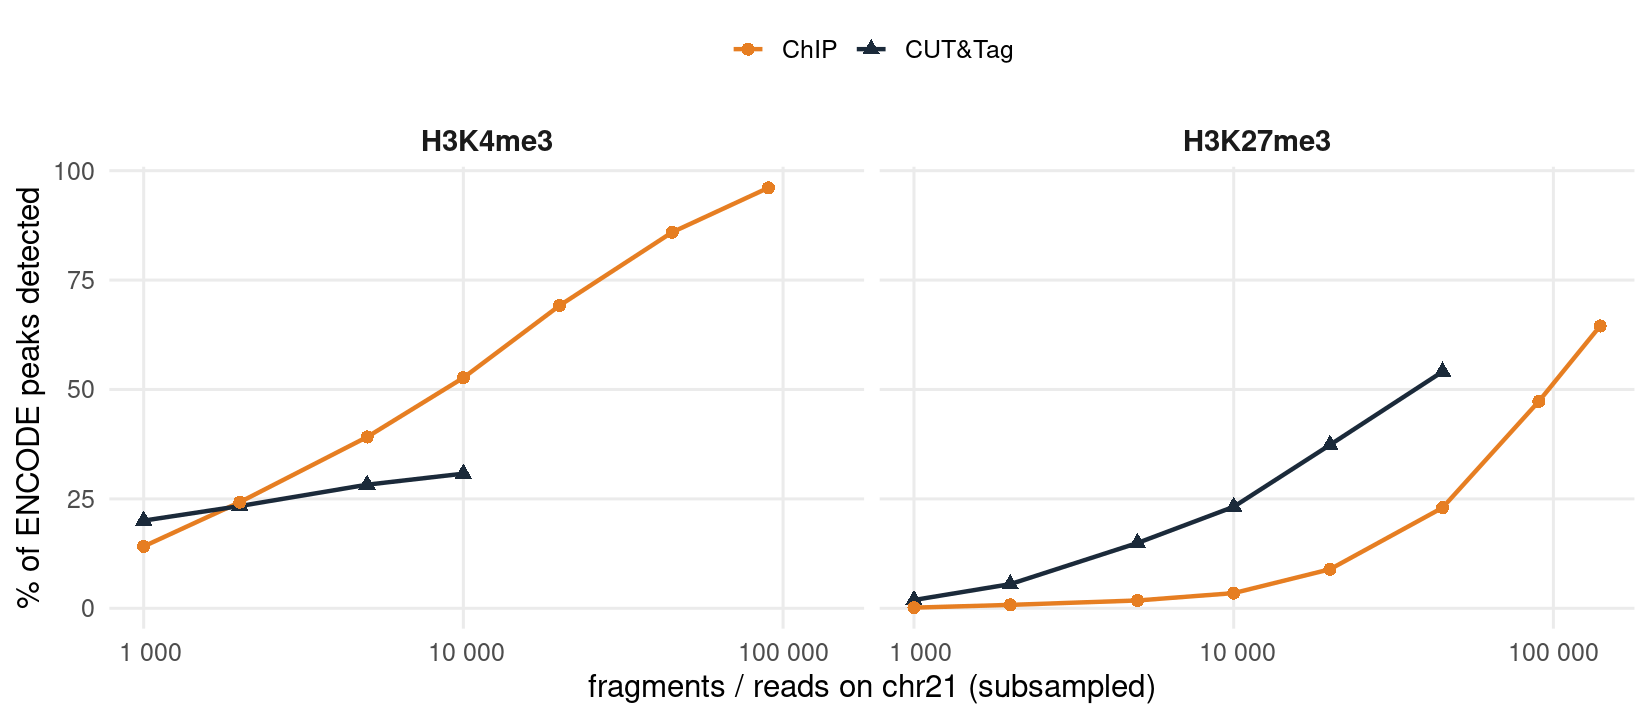 ChIP CUT&Tag
H3K4me3 H3K27me3
% of ENCODE peaks detected
100
75
50
25
0
1 000 10 000 100 000 1 000 10 000 100 000
fragments / reads on chr21 (subsampled)